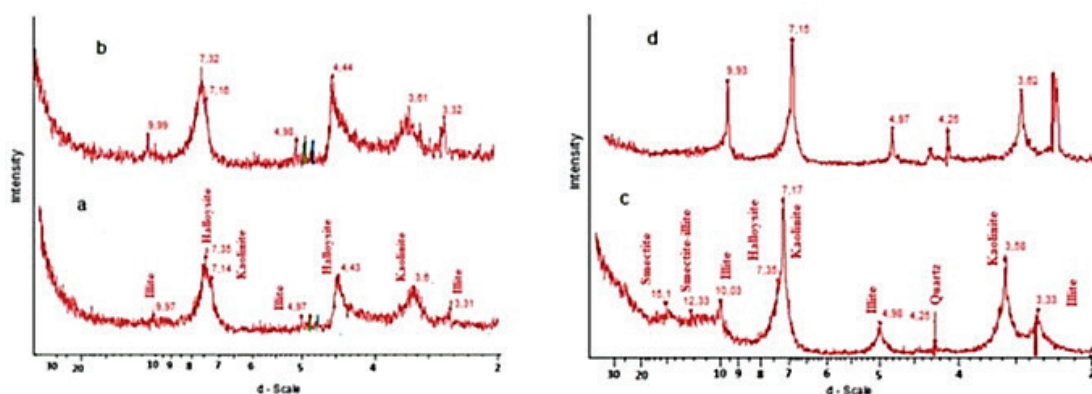 b
7,32
7,16
4,44
9,99
4,98
3,61
3,32
Intensity
a
Illite
9,97
Halloysite
7,35
7,14
Kaolinite
Illite
4,97
Halloysite
4,43
Kaolinite
3,6
Illite
3,31
Intensity
30 20 10 9 8 7 6 5 4 2
d - Scale
d
9,93
7,15
4,97
4,25
3,62
Intensity
c
Smectite
15,1
Smectite-illite
12,33
Illite
10,03
Halloysite
7,35
7,17
Kaolinite
Illite
4,98
4,25
Quartz
Kaolinite
3,33
Illite
Intensity
30 20 10 9 8 7 6 5 4 2
d - Scale